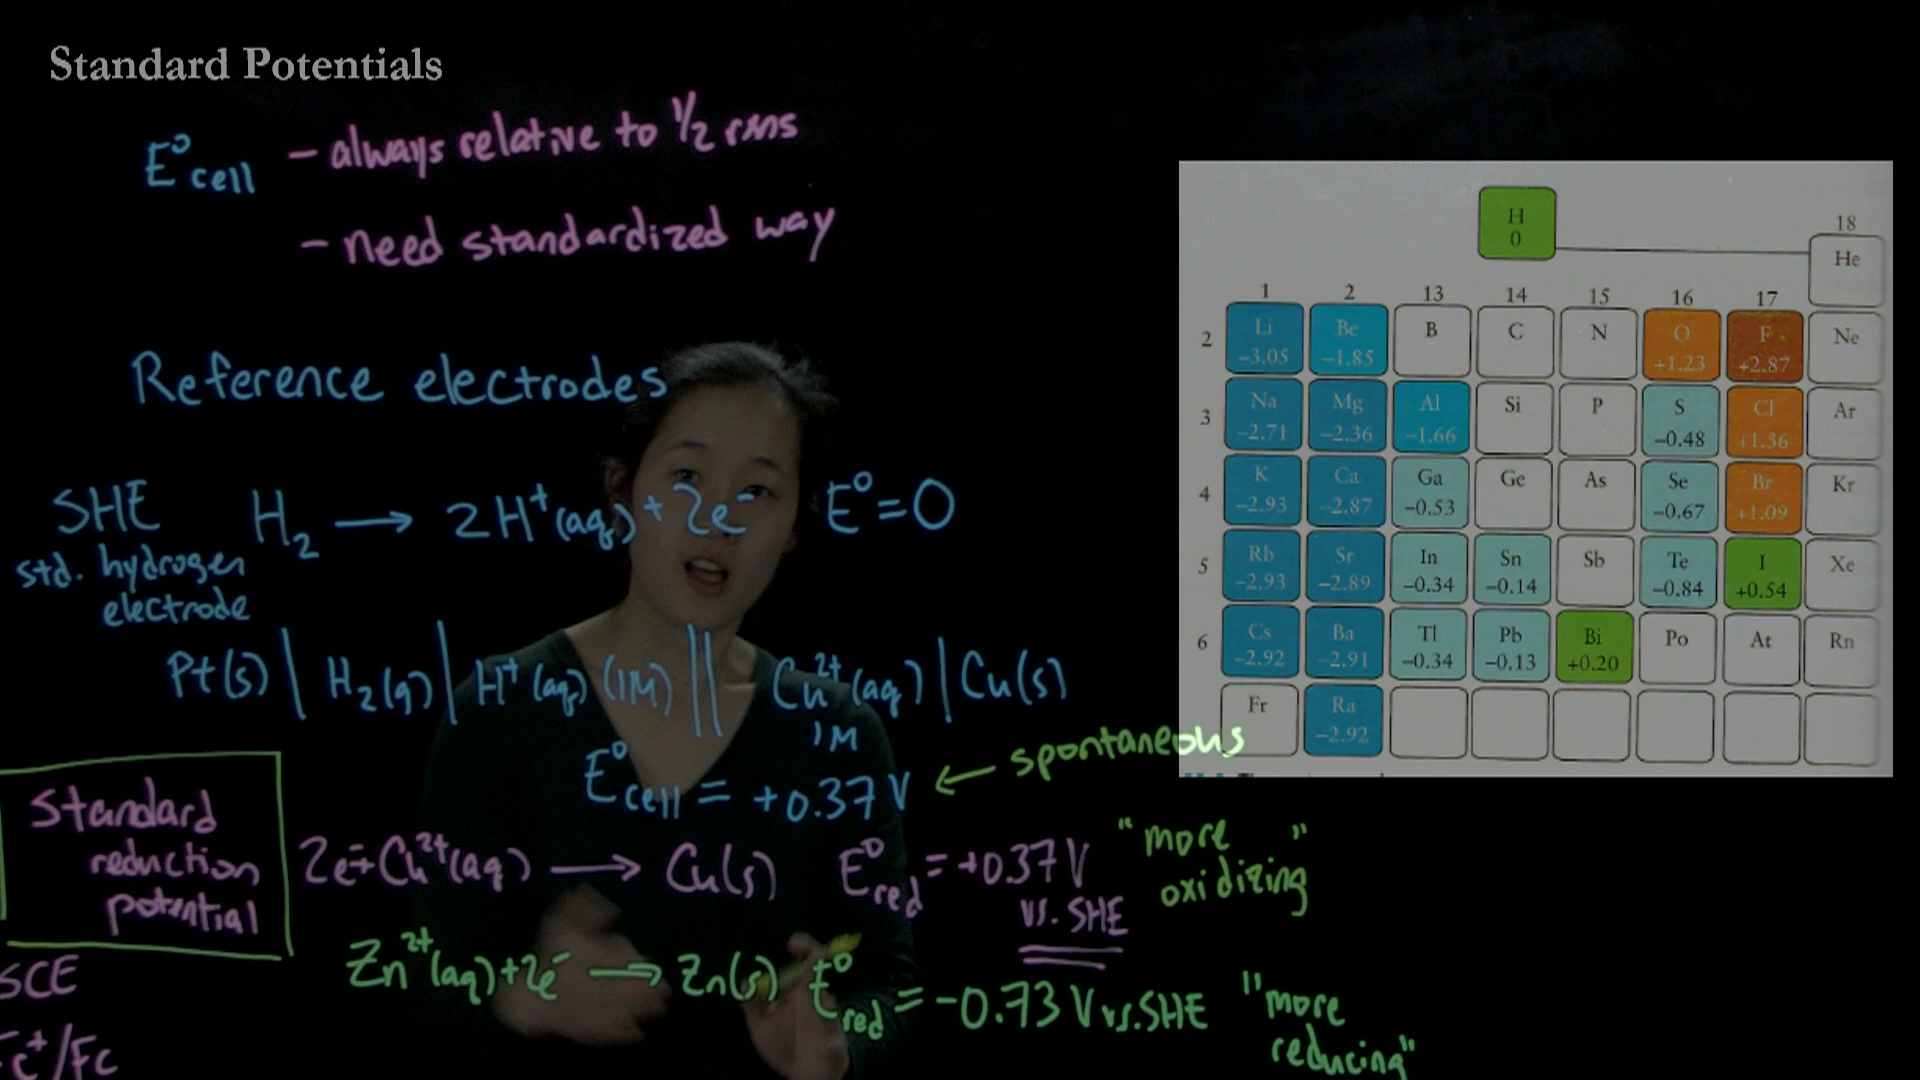 Standard Potentials
E°cell – always relative to 1/2 rxns
– need standardized way
Reference electrodes
SHE H2 → 2H+(aq) + 2e- E° = 0
std. hydrogen
electrode
Pt(s) | H2(g) | H+(aq) (1M) || Cu2+(aq) | Cu(s)
1M
E°cell = +0.37 V ← spontaneous
Standard
reduction
potential
2e- + Cu2+(aq) → Cu(s) E°red = +0.37 V
vs. SHE
"more
oxidizing"
Zn2+(aq) + 2e- → Zn(s) E°red = -0.73 V vs. SHE
"more
reducing"
SCE
Fc+/Fc
H
0
18
He
1 2 13 14 15 16 17
2 Li Be B C N O F Ne
-3.05 -1.85 +1.23 +2.87
3 Na Mg Al Si P S Cl Ar
-2.71 -2.36 -1.66 -0.48 +1.36
4 K Ca Ga Ge As Se Br Kr
-2.93 -2.87 -0.53 -0.67 +1.09
5 Rb Sr In Sn Sb Te I Xe
-2.93 -2.89 -0.34 -0.14 -0.84 +0.54
6 Cs Ba Tl Pb Bi Po At Rn
-2.92 -2.91 -0.34 -0.13 +0.20
Fr Ra
-2.92